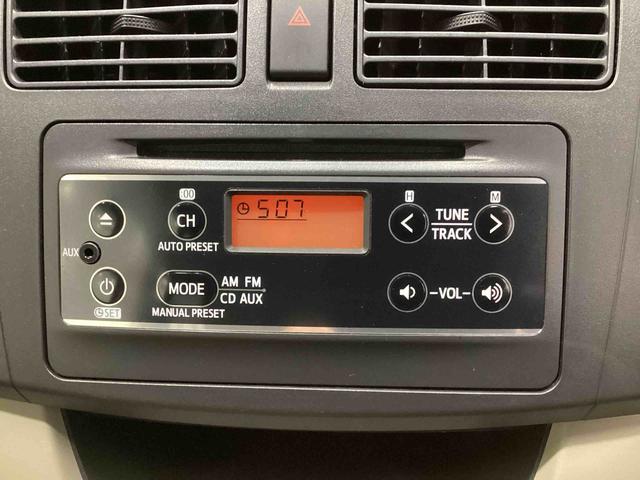 :00
H
M
507
CH
TUNE
TRACK
AUTO PRESET
AUX
MODE
AM FM
CD AUX
-VOL-
SET
MANUAL PRESET